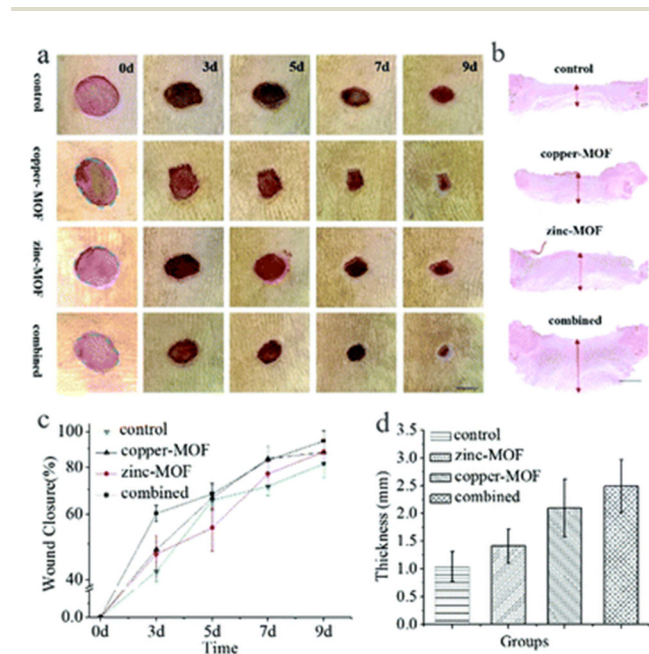 a
0d
3d
5d
7d
9d
control
copper-MOF
zinc-MOF
combined
b
control
copper-MOF
zinc-MOF
combined
c
control
copper-MOF
zinc-MOF
combined
Wound Closure(%)
100
80
60
40
0.0
0d
3d
5d
7d
9d
Time
d
control
zinc-MOF
copper-MOF
combined
Thickness (mm)
3.5
3.0
2.5
2.0
1.5
1.0
0.5
0.0
Groups